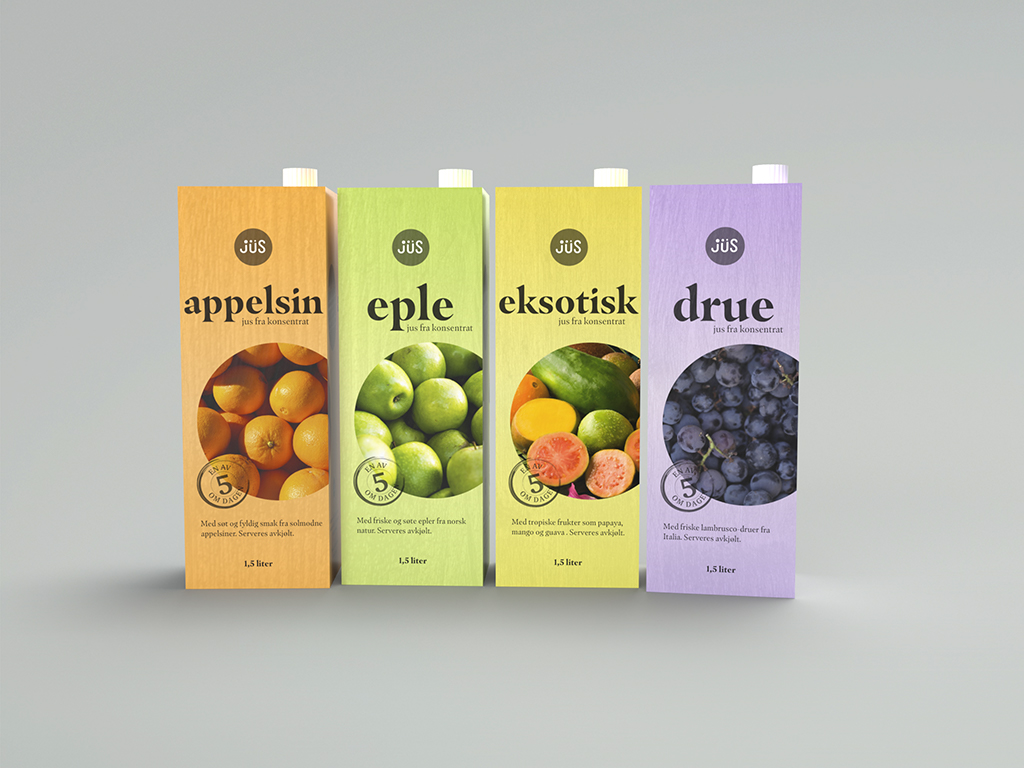 jüs
appelsin
jus fra konsentrat
EN AV
5
OM DAGEN
Med søt og fyldig smak fra solmodne
appelsiner. Serveres avkjølt.
1,5 liter
jüs
eple
jus fra konsentrat
EN AV
5
OM DAGEN
Med friske og søte epler fra norsk
natur. Serveres avkjølt.
1,5 liter
jüs
eksotisk
jus fra konsentrat
EN AV
5
OM DAGEN
Med tropiske frukter som papaya,
mango og guava . Serveres avkjølt.
1,5 liter
jüs
drue
jus fra konsentrat
EN AV
5
OM DAGEN
Med friske lambrusco-druer fra
Italia. Serveres avkjølt.
1,5 liter